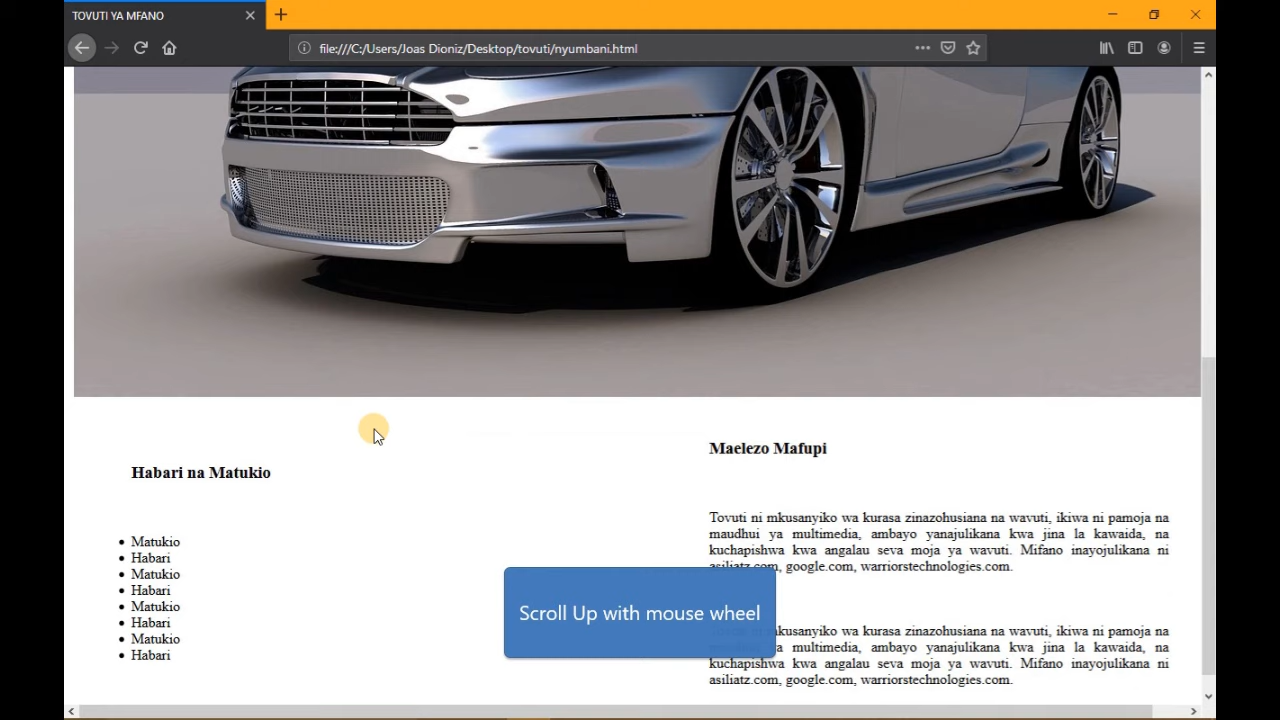 TOVUTI YA MFANO
file:///C:/Users/Joas Dioniz/Desktop/tovuti/nyumbani.html
Habari na Matukio
Matukio
Habari
Matukio
Habari
Matukio
Habari
Matukio
Habari
Maelezo Mafupi
Tovuti ni mkusanyiko wa kurasa zinazohusiana na wavuti, ikiwa ni pamoja na
maudhui ya multimedia, ambayo yanajulikana kwa jina la kawaida, na
kuchapishwa kwa angalau seva moja ya wavuti. Mifano inayojulikana ni
asiliatz.com, google.com, warriorstechnologies.com.
mkusanyiko wa kurasa zinazohusiana na wavuti, ikiwa ni pamoja na
ya multimedia, ambayo yanajulikana kwa jina la kawaida, na
kuchapishwa kwa angalau seva moja ya wavuti. Mifano inayojulikana ni
asiliatz.com, google.com, warriorstechnologies.com.
Scroll Up with mouse wheel